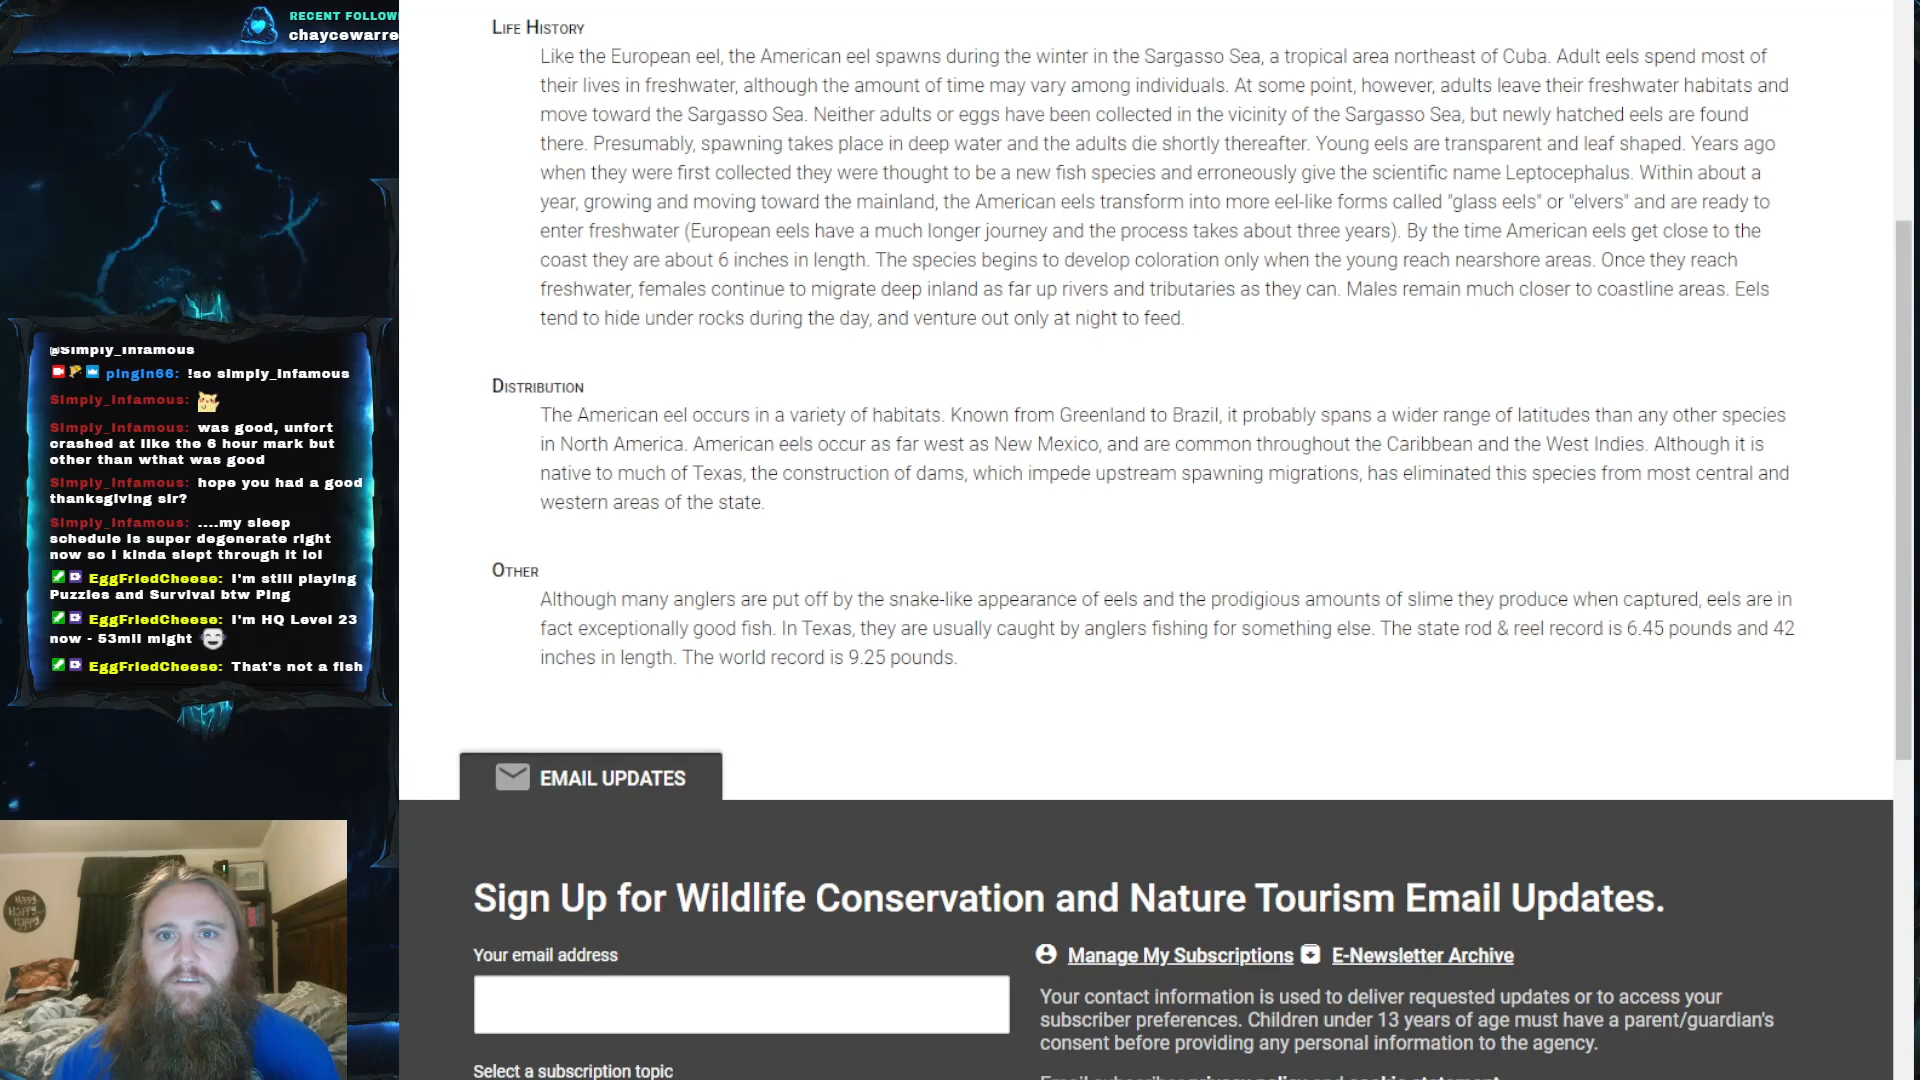 RECENT FOLLOW
chaycewarre
@Simply_Infamous
pingin66: !so simply_infamous
Simply_Infamous:
Simply_Infamous: was good, unfort
crashed at like the 6 hour mark but
other than wthat was good
Simply_Infamous: hope you had a good
thanksgiving sir?
Simply_Infamous: ....my sleep
schedule is super degenerate right
now so I kinda slept through it lol
EggFriedCheese: I'm still playing
Puzzles and Survival btw Ping
EggFriedCheese: I'm HQ Level 23
now - 53mil might
EggFriedCheese: That's not a fish
Life History
Like the European eel, the American eel spawns during the winter in the Sargasso Sea, a tropical area northeast of Cuba. Adult eels spend most of
their lives in freshwater, although the amount of time may vary among individuals. At some point, however, adults leave their freshwater habitats and
move toward the Sargasso Sea. Neither adults or eggs have been collected in the vicinity of the Sargasso Sea, but newly hatched eels are found
there. Presumably, spawning takes place in deep water and the adults die shortly thereafter. Young eels are transparent and leaf shaped. Years ago
when they were first collected they were thought to be a new fish species and erroneously give the scientific name Leptocephalus. Within about a
year, growing and moving toward the mainland, the American eels transform into more eel-like forms called "glass eels" or "elvers" and are ready to
enter freshwater (European eels have a much longer journey and the process takes about three years). By the time American eels get close to the
coast they are about 6 inches in length. The species begins to develop coloration only when the young reach nearshore areas. Once they reach
freshwater, females continue to migrate deep inland as far up rivers and tributaries as they can. Males remain much closer to coastline areas. Eels
tend to hide under rocks during the day, and venture out only at night to feed.
Distribution
The American eel occurs in a variety of habitats. Known from Greenland to Brazil, it probably spans a wider range of latitudes than any other species
in North America. American eels occur as far west as New Mexico, and are common throughout the Caribbean and the West Indies. Although it is
native to much of Texas, the construction of dams, which impede upstream spawning migrations, has eliminated this species from most central and
western areas of the state.
Other
Although many anglers are put off by the snake-like appearance of eels and the prodigious amounts of slime they produce when captured, eels are in
fact exceptionally good fish. In Texas, they are usually caught by anglers fishing for something else. The state rod & reel record is 6.45 pounds and 42
inches in length. The world record is 9.25 pounds.
EMAIL UPDATES
Sign Up for Wildlife Conservation and Nature Tourism Email Updates.
Your email address
Manage My Subscriptions E-Newsletter Archive
Your contact information is used to deliver requested updates or to access your
subscriber preferences. Children under 13 years of age must have a parent/guardian's
consent before providing any personal information to the agency.
Select a subscription topic
Email subscriber privacy policy and cookie statement.